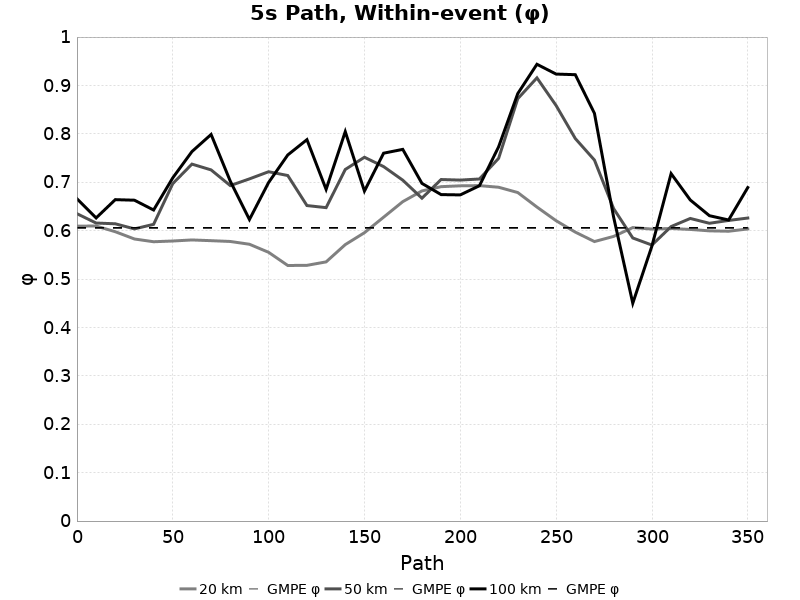 5s Path, Within-event (φ)
1
0.9
0.8
0.7
0.6
0.5
0.4
0.3
0.2
0.1
0
φ
0 50 100 150 200 250 300 350
Path
20 km GMPE φ 50 km GMPE φ 100 km GMPE φ